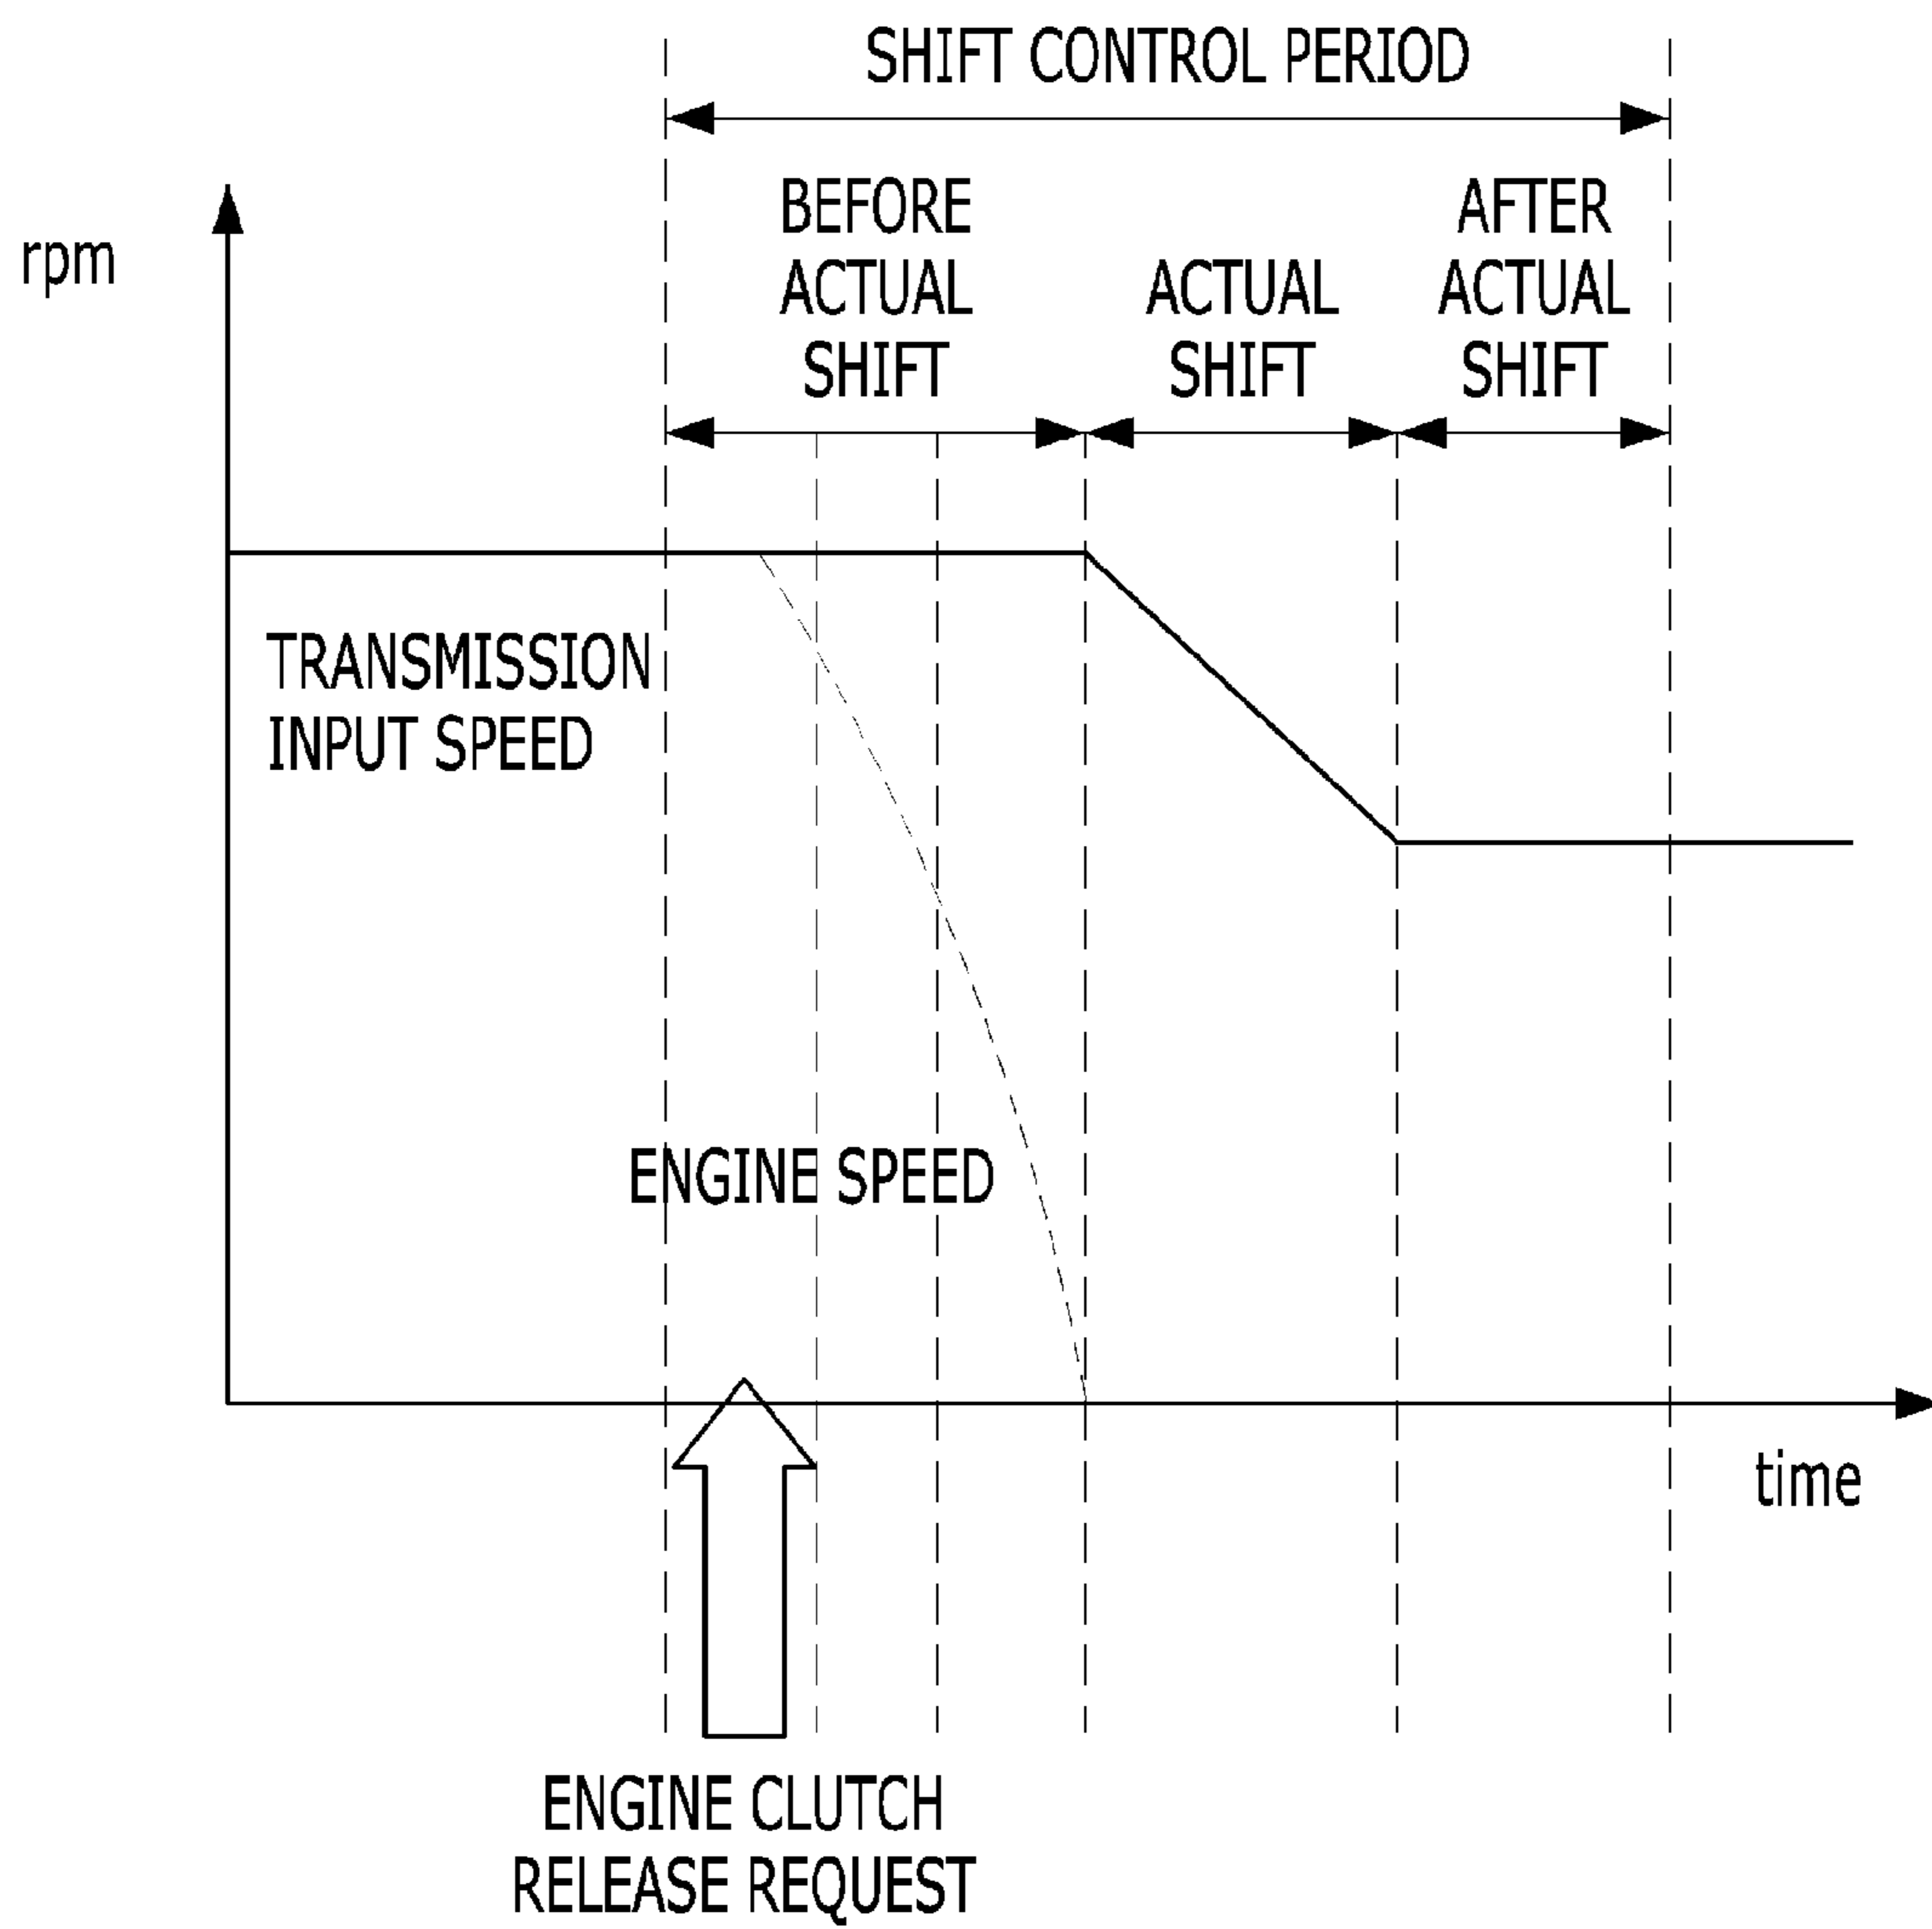 SHIFT CONTROL PERIOD
rpm
BEFORE
ACTUAL
SHIFT
ACTUAL
SHIFT
AFTER
ACTUAL
SHIFT
TRANSMISSION
INPUT SPEED
ENGINE SPEED
time
ENGINE CLUTCH
RELEASE REQUEST